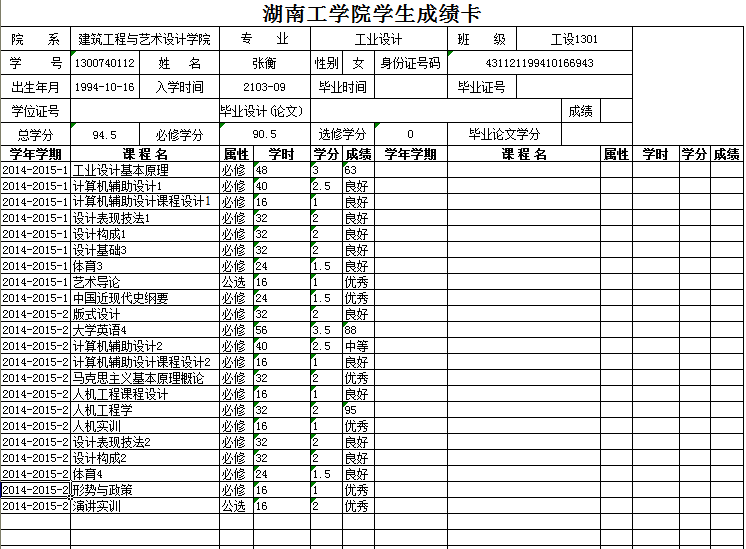 湖南工学院学生成绩卡
院 系 建筑工程与艺术设计学院 专 业 工业设计 班 级 工设1301
学 号 1300740112 姓 名 张衡 性别 女 身份证号码 431121199410166943
出生年月 1994-10-16 入学时间 2103-09 毕业时间 毕业证号
学位证号 毕业设计(论文) 成绩
总学分 94.5 必修学分 90.5 选修学分 0 毕业论文学分
学年学期 课程名 属性 学时 学分 成绩 学年学期 课程名 属性 学时 学分 成绩
2014-2015-1 工业设计基本原理 必修 48 3 63
2014-2015-1 计算机辅助设计1 必修 40 2.5 良好
2014-2015-1 计算机辅助设计课程设计1 必修 16 1 良好
2014-2015-1 设计表现技法1 必修 32 2 良好
2014-2015-1 设计构成1 必修 32 2 良好
2014-2015-1 设计基础3 必修 32 2 良好
2014-2015-1 体育3 必修 24 1.5 良好
2014-2015-1 艺术导论 公选 16 1 优秀
2014-2015-1 中国近现代史纲要 必修 24 1.5 优秀
2014-2015-2 版式设计 必修 32 2 良好
2014-2015-2 大学英语4 必修 56 3.5 88
2014-2015-2 计算机辅助设计2 必修 40 2.5 中等
2014-2015-2 计算机辅助设计课程设计2 必修 16 1 良好
2014-2015-2 马克思主义基本原理概论 必修 32 2 优秀
2014-2015-2 人机工程课程设计 必修 16 1 良好
2014-2015-2 人机工程学 必修 32 2 95
2014-2015-2 人机实训 必修 16 1 优秀
2014-2015-2 设计表现技法2 必修 32 2 良好
2014-2015-2 设计构成2 必修 32 2 良好
2014-2015-2 体育4 必修 24 1.5 良好
2014-2015-2 形势与政策 必修 16 1 优秀
2014-2015-2 演讲实训 公选 16 2 优秀